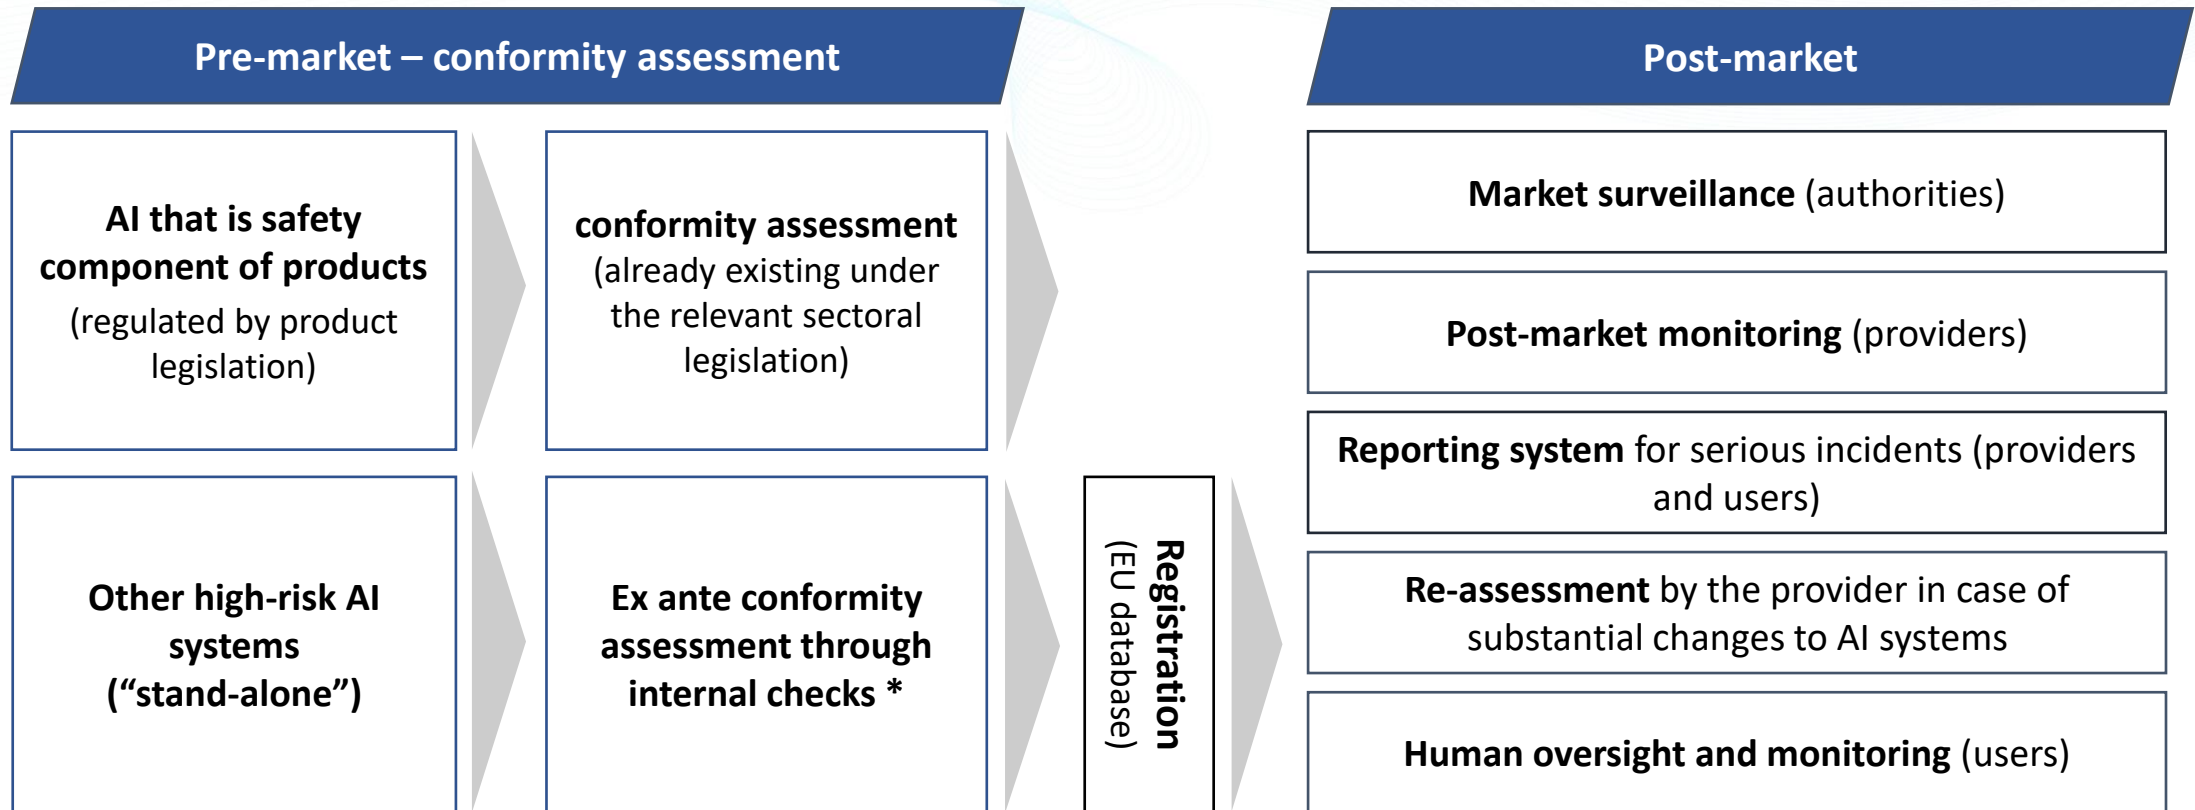 Pre-market – conformity assessment
Post-market
AI that is safety
component of products
(regulated by product
legislation)
conformity assessment
(already existing under
the relevant sectoral
legislation)
Other high-risk AI
systems
(“stand-alone”)
Ex ante conformity
assessment through
internal checks *
Registration
(EU database)
Market surveillance (authorities)
Post-market monitoring (providers)
Reporting system for serious incidents (providers
and users)
Re-assessment by the provider in case of
substantial changes to AI systems
Human oversight and monitoring (users)